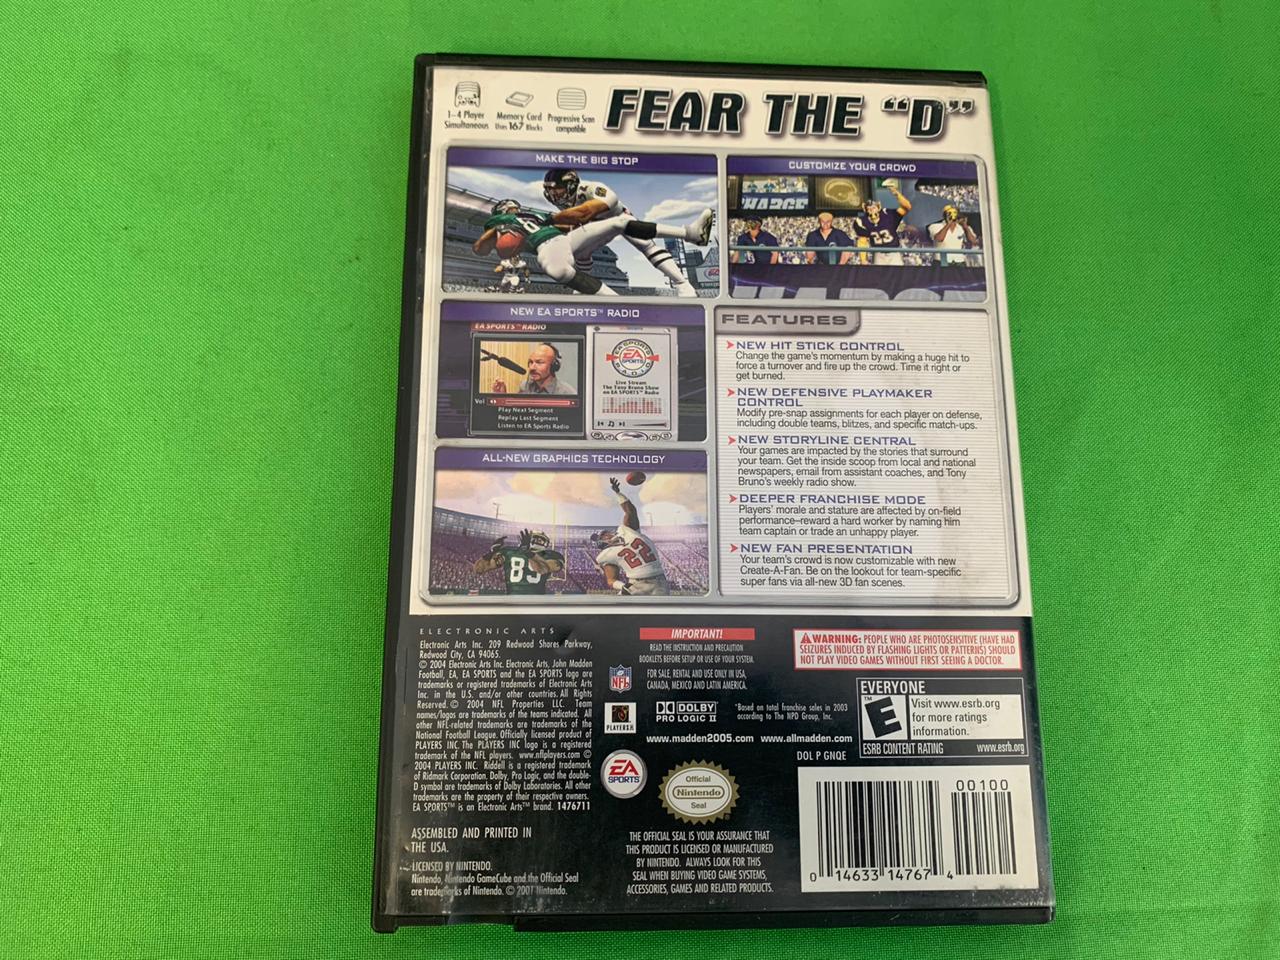 1-4 Player
Simultaneous
Memory Card
Uses 167 Blocks
Progressive Scan
compatible
FEAR THE "D"
MAKE THE BIG STOP
CUSTOMIZE YOUR CROWD
23
NEW EA SPORTS™ RADIO
EA SPORTS™ RADIO
Vol
Play Next Segment
Replay Last Segment
Listen to EA Sports Radio
EA SPORTS
RADIO
Live Stream
The Tony Bruno Show
on EA SPORTS™ Radio
ALL-NEW GRAPHICS TECHNOLOGY
22
FEATURES
NEW HIT STICK CONTROL
Change the game's momentum by making a huge hit to
force a turnover and fire up the crowd. Time it right or
get burned.
NEW DEFENSIVE PLAYMAKER
CONTROL
Modify pre-snap assignments for each player on defense,
including double teams, blitzes, and specific match-ups.
NEW STORYLINE CENTRAL
Your games are impacted by the stories that surround
your team. Get the inside scoop from local and national
newspapers, email from assistant coaches, and Tony
Bruno's weekly radio show.
DEEPER FRANCHISE MODE
Players' morale and stature are affected by on-field
performance–reward a hard worker by naming him
team captain or trade an unhappy player.
NEW FAN PRESENTATION
Your team's crowd is now customizable with new
Create-A-Fan. Be on the lookout for team-specific
super fans via all-new 3D fan scenes.
ELECTRONIC ARTS
Electronic Arts Inc. 209 Redwood Shores Parkway,
Redwood City, CA 94065.
© 2004 Electronic Arts Inc. Electronic Arts, John Madden
Football, EA, EA SPORTS and the EA SPORTS logo are
trademarks or registered trademarks of Electronic Arts
Inc. in the U.S. and/or other countries. All Rights
Reserved. © 2004 NFL Properties LLC. Team
names/logos are trademarks of the teams indicated. All
other NFL-related trademarks are trademarks of the
National Football League. Officially licensed product of
PLAYERS INC. The PLAYERS INC logo is a registered
trademark of the NFL players. www.nflplayers.com ©
2004 PLAYERS INC. Riddell is a registered trademark
of Ridmark Corporation. Dolby, Pro Logic, and the double-
D symbol are trademarks of Dolby Laboratories. All other
trademarks are the property of their respective owners.
EA SPORTS™ is an Electronic Arts™ brand. 1476711
ASSEMBLED AND PRINTED IN
THE USA.
LICENSED BY NINTENDO.
Nintendo, Nintendo GameCube and the Official Seal
are trademarks of Nintendo. © 2001 Nintendo.
IMPORTANT!
READ THE INSTRUCTION AND PRECAUTION
BOOKLETS BEFORE SETUP OR USE OF YOUR SYSTEM.
FOR SALE, RENTAL AND USE ONLY IN USA,
CANADA, MEXICO AND LATIN AMERICA.
NFL
PLAYERS
DOLBY
PRO LOGIC II
*Based on total franchise sales in 2003
according to The NPD Group, Inc.
www.madden2005.com www.allmadden.com
EA
SPORTS
Official
Nintendo
Seal
THE OFFICIAL SEAL IS YOUR ASSURANCE THAT
THIS PRODUCT IS LICENSED OR MANUFACTURED
BY NINTENDO. ALWAYS LOOK FOR THIS
SEAL WHEN BUYING VIDEO GAME SYSTEMS,
ACCESSORIES, GAMES AND RELATED PRODUCTS.
WARNING: PEOPLE WHO ARE PHOTOSENSITIVE (HAVE HAD
SEIZURES INDUCED BY FLASHING LIGHTS OR PATTERNS) SHOULD
NOT PLAY VIDEO GAMES WITHOUT FIRST SEEING A DOCTOR.
EVERYONE
E
Visit www.esrb.org
for more ratings
information.
ESRB CONTENT RATING www.esrb.org
DOL P GNQE
00100
0 14633 14767 4